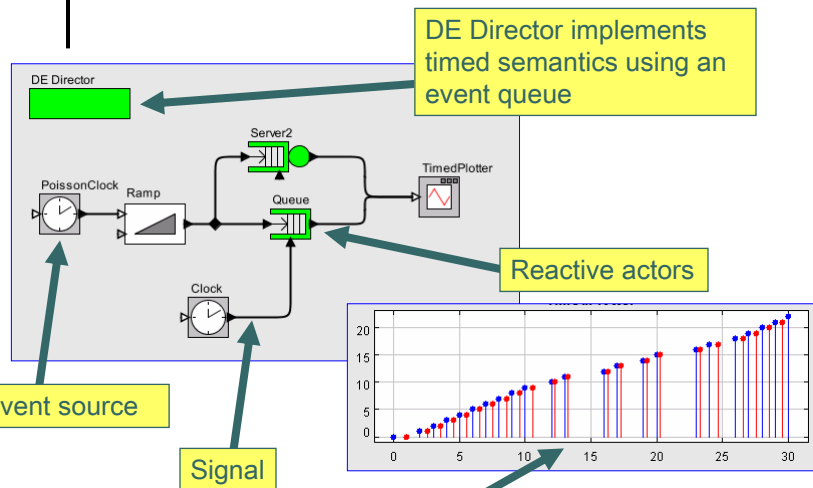 DE Director implements
timed semantics using an
event queue
DE Director
Server2
TimedPlotter
PoissonClock
Ramp
Queue
Reactive actors
Clock
20
15
10
5
0
0
5
10
15
20
25
30
vent source
Signal